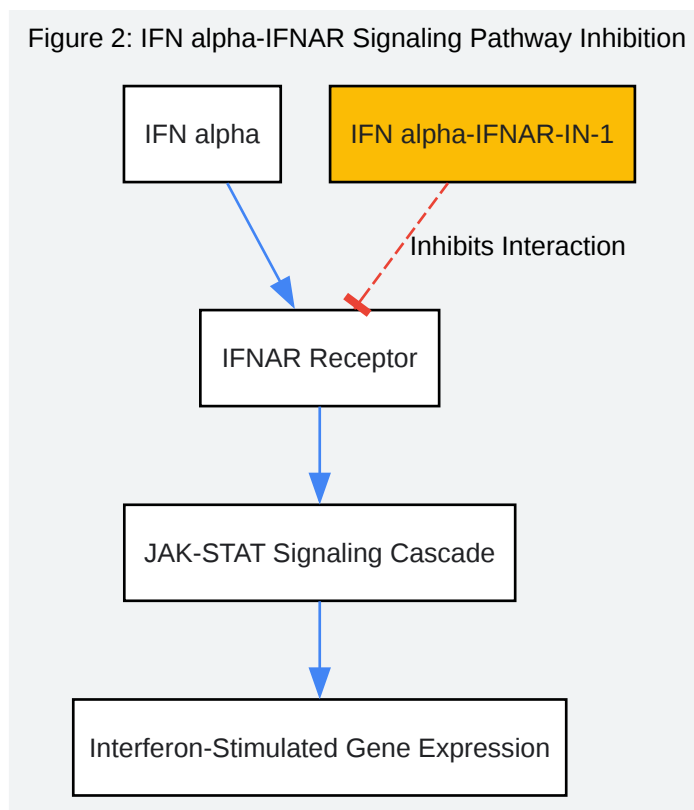 Figure 2: IFN alpha-IFNAR Signaling Pathway Inhibition
IFN alpha
IFN alpha-IFNAR-IN-1
Inhibits Interaction
IFNAR Receptor
JAK-STAT Signaling Cascade
Interferon-Stimulated Gene Expression